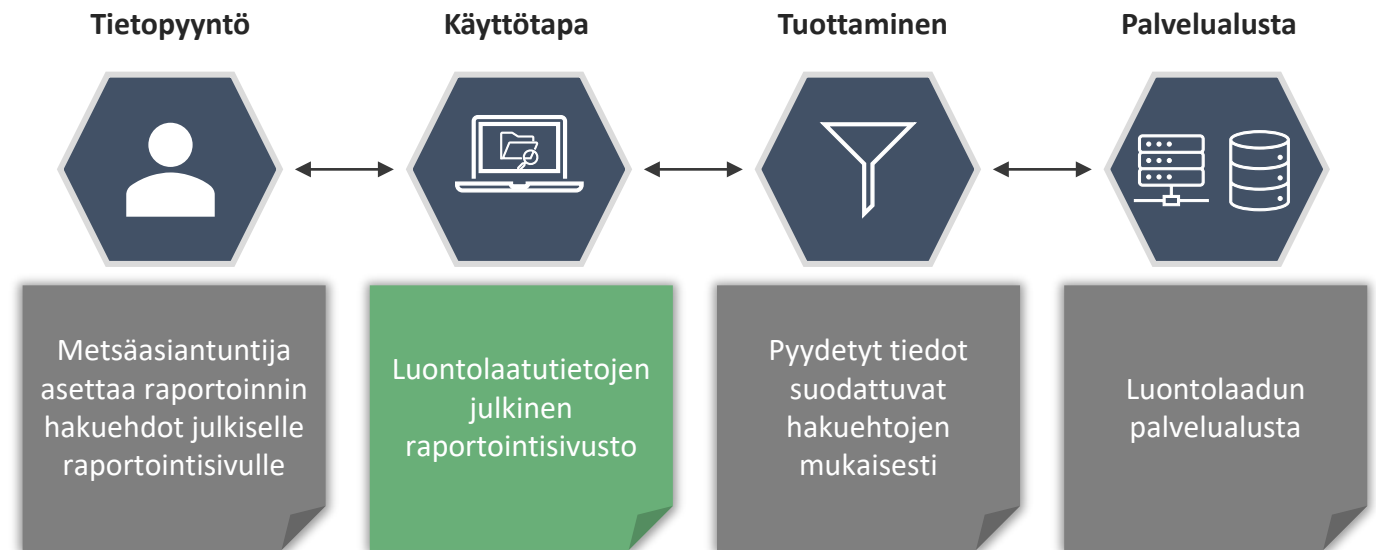 Tietopyyntö
Käyttötapa
Tuottaminen
Palvelualusta
Metsäasiantuntija
asettaa raportoinnin
hakuehdot julkiselle
raportointisivulle
Luontolaatutietojen
julkinen
raportointisivusto
Pyydetyt tiedot
suodattuvat
hakuehtojen
mukaisesti
Luontolaadun
palvelualusta